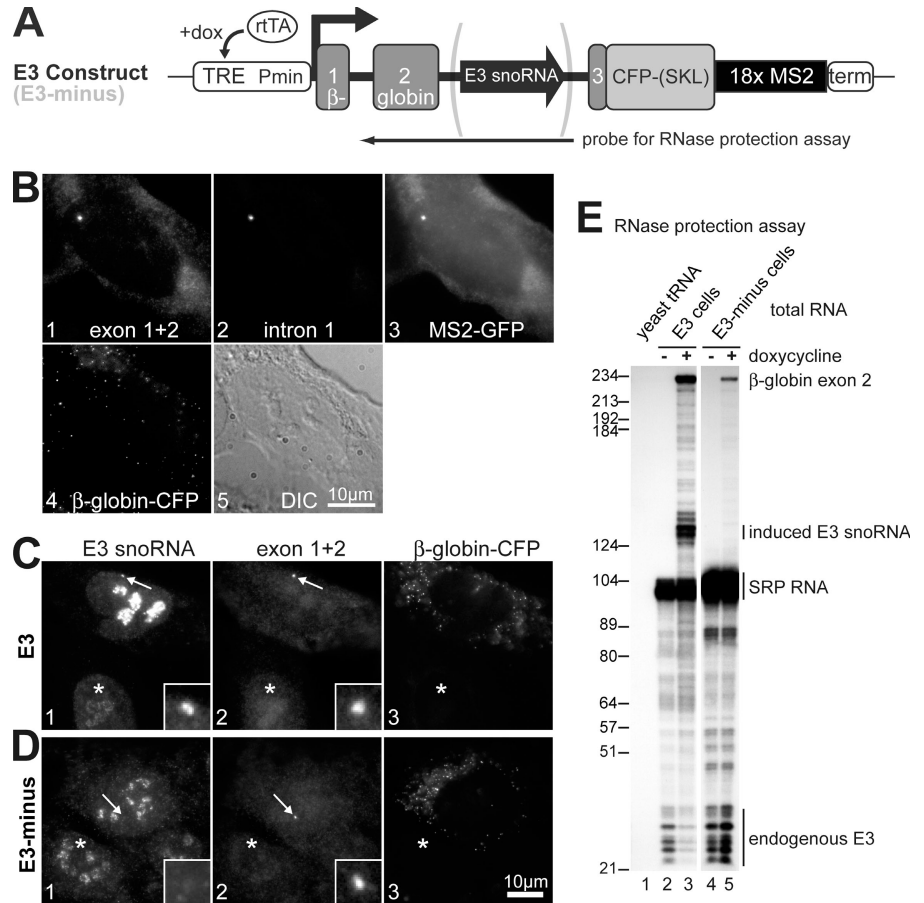 A
+dox
rtTA
E3 Construct
(E3-minus)
TRE Pmin
1
β-
2
globin
E3 snoRNA
3
CFP-(SKL)
18x MS2
term
probe for RNase protection assay
B
1 exon 1+2
2 intron 1
3 MS2-GFP
4 β-globin-CFP
5 DIC
10μm
C
E3 snoRNA
exon 1+2
β-globin-CFP
E3
*
*
*
1
2
3
D
E3-minus
*
*
*
1
2
3
10μm
E RNase protection assay
yeast tRNA
E3 cells
E3-minus cells
total RNA
- + - + doxycycline
234
β-globin exon 2
213
192
184
induced E3 snoRNA
124
104
SRP RNA
89
80
64
57
51
endogenous E3
21
1 2 3 4 5